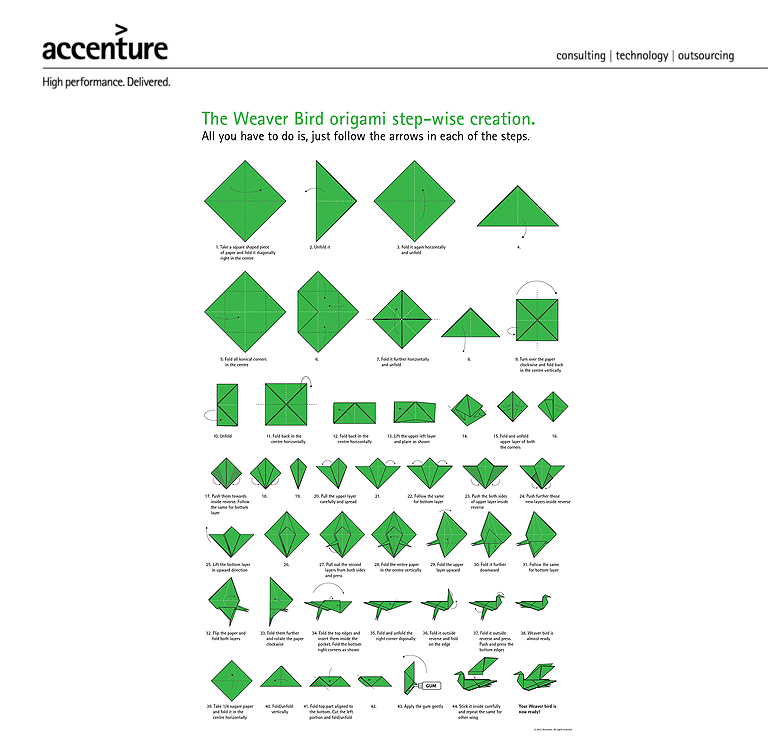 accenture
consulting | technology | outsourcing
High performance. Delivered.
The Weaver Bird origami step-wise creation.
All you have to do is, just follow the arrows in each of the steps.
1. Take a square shaped piece
of paper and fold it diagonally
right in the centre
2. Unfold it
3. Fold it again horizontally
and unfold
4.
5. Fold all konical corners
in the centre
6.
7. Fold it further horizontally
and unfold
8.
9. Turn over the paper
clockwise and fold back
in the centre vertically
10. Unfold
11. Fold back in the
centre horizontally
12. Fold back in the
centre horizontally
13. Lift the upper left layer
and place as shown
14.
15. Fold and unfold
upper layer of both
the corners
16.
17. Push them towards
inside reverse. Follow
the same for bottom
layer
18.
19.
20. Pull the upper layer
carefully and spread
21.
22. Follow the same
for bottom layer
23. Push the both sides
of upper layer inside
reverse
24. Push further those
new layers inside reverse
25. Lift the bottom layer
in upward direction
26.
27. Pull out the second
layers from both sides
and press
28. Fold the entire paper
in the centre vertically
29. Fold the upper
layer upward
30. Fold it further
downward
31. Follow the same
for bottom layer
32. Flip the paper and
fold both layers
33. Fold them further
and rotate the paper
clockwise
34. Fold the top edges and
insert them inside the
pocket. Fold the bottom
right corners as shown
35. Fold and unfold the
right corner digonally
36. Fold it outside
reverse and fold
on the edge
37. Fold it outside
reverse and press.
Push and press the
bottom edges
38. Weaver bird is
almost ready
GUM
39. Take 1/4 square paper
and fold it in the
centre horizontally
40. Fold/unfold
vertically
41. Fold top part aligned to
the bottom. Cut the left
portion and fold/unfold
42.
43. Apply the gum gently
44. Stick it inside carefully
and repeat the same for
other wing
Your Weaver bird is
now ready!